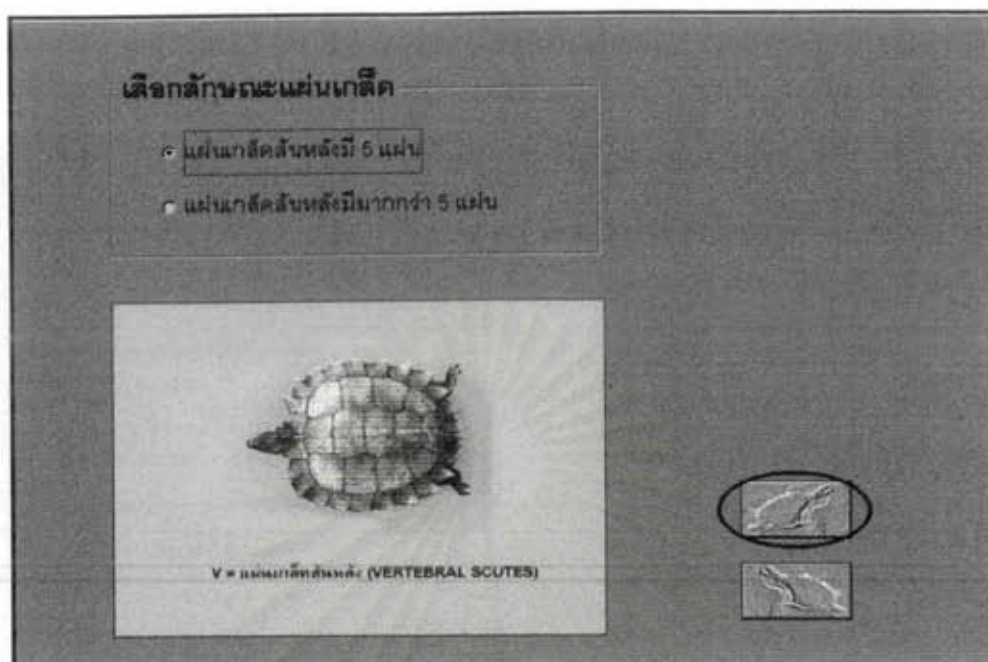 เลือกลักษณะแผ่นเกล็ด
แผ่นเกล็ดสันหลังมี 5 แผ่น
แผ่นเกล็ดสันหลังมีมากกว่า 5 แผ่น
V = แผ่นเกล็ดสันหลัง (VERTEBRAL SCUTES)